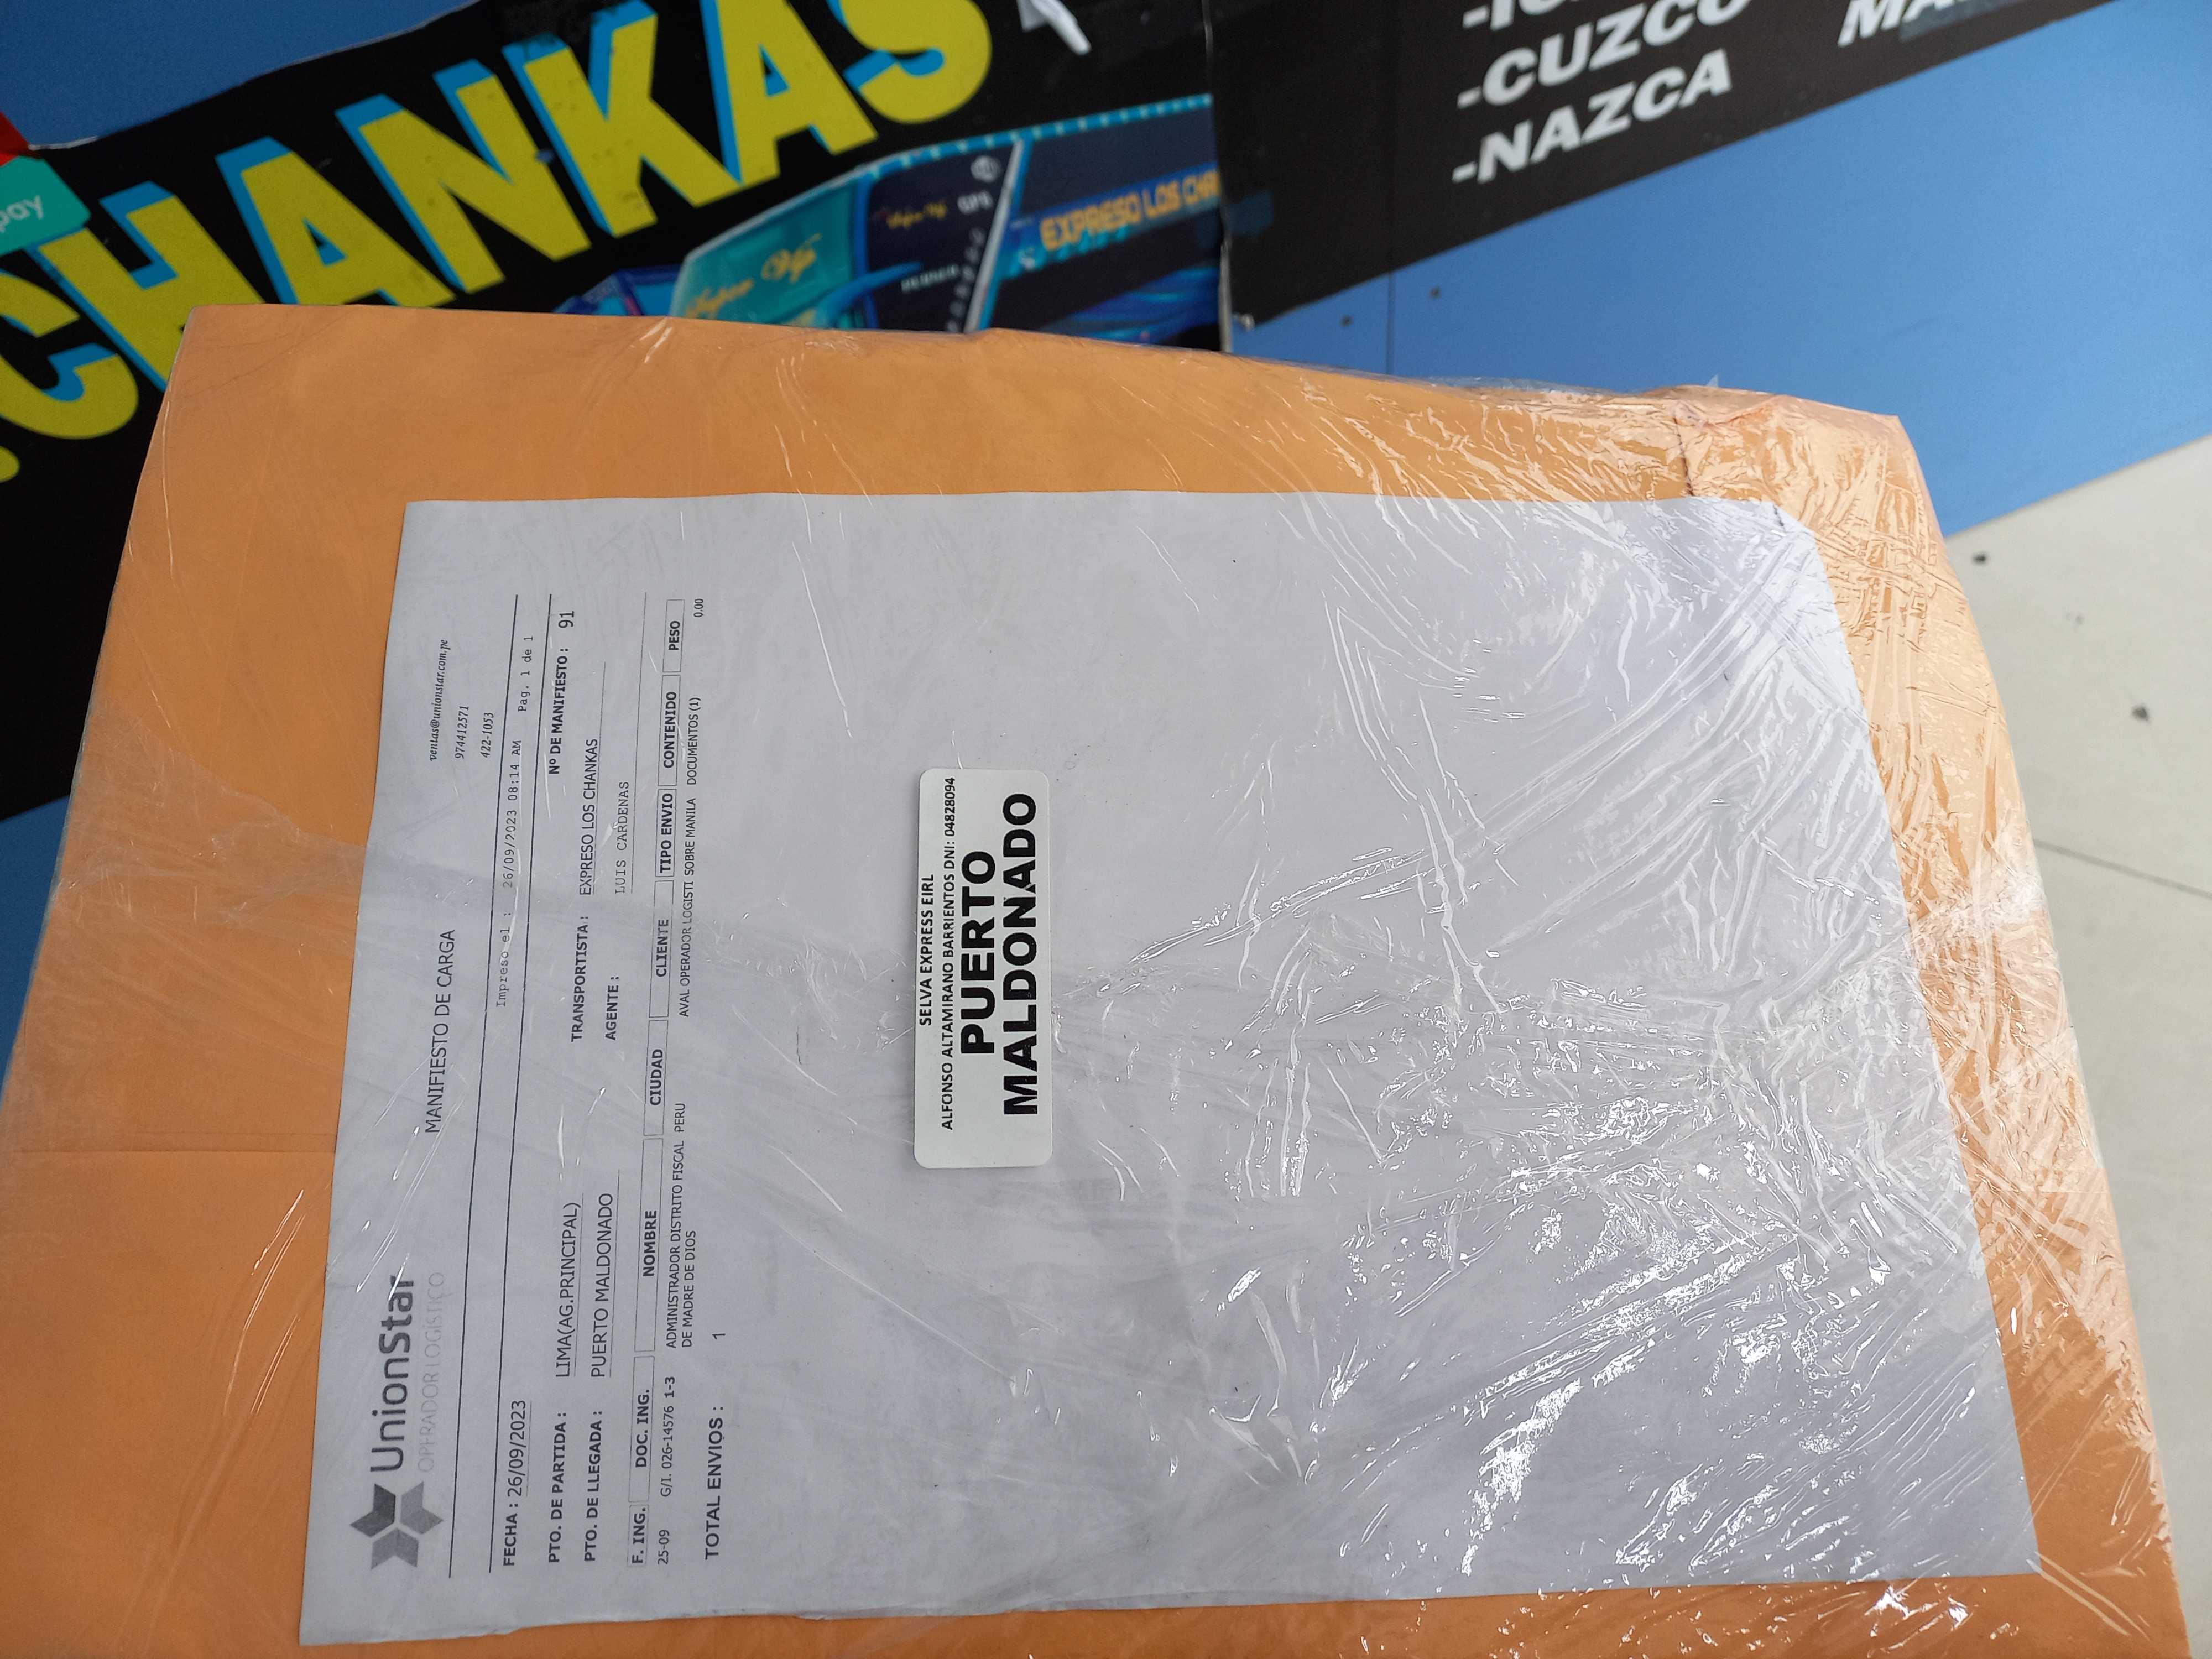 CHANKAS
pay
Super Vip
GPS
EXPRESO LOS CHAN
-CUZCO
-NAZCA
UnionStar
OPERADOR LOGÍSTICO
MANIFIESTO DE CARGA
ventas@unionstar.com.pe
974412571
422-1053
Impreso el : 26/09/2023 08:14 AM Pag. 1 de 1
FECHA : 26/09/2023
Nº DE MANIFIESTO : 91
PTO. DE PARTIDA : LIMA(AG.PRINCIPAL) TRANSPORTISTA : EXPRESO LOS CHANKAS
PTO. DE LLEGADA : PUERTO MALDONADO AGENTE : LUIS CARDENAS
F. ING. DOC. ING. NOMBRE CIUDAD CLIENTE TIPO ENVIO CONTENIDO PESO
25-09 G/I. 026-14576 1-3 ADMINISTRADOR DISTRITO FISCAL PERU AVAL OPERADOR LOGISTI SOBRE MANILA DOCUMENTOS (1) 0.00
DE MADRE DE DIOS
TOTAL ENVIOS : 1
SELVA EXPRESS EIRL
ALFONSO ALTAMIRANO BARRIENTOS DNI: 04828094
PUERTO
MALDONADO